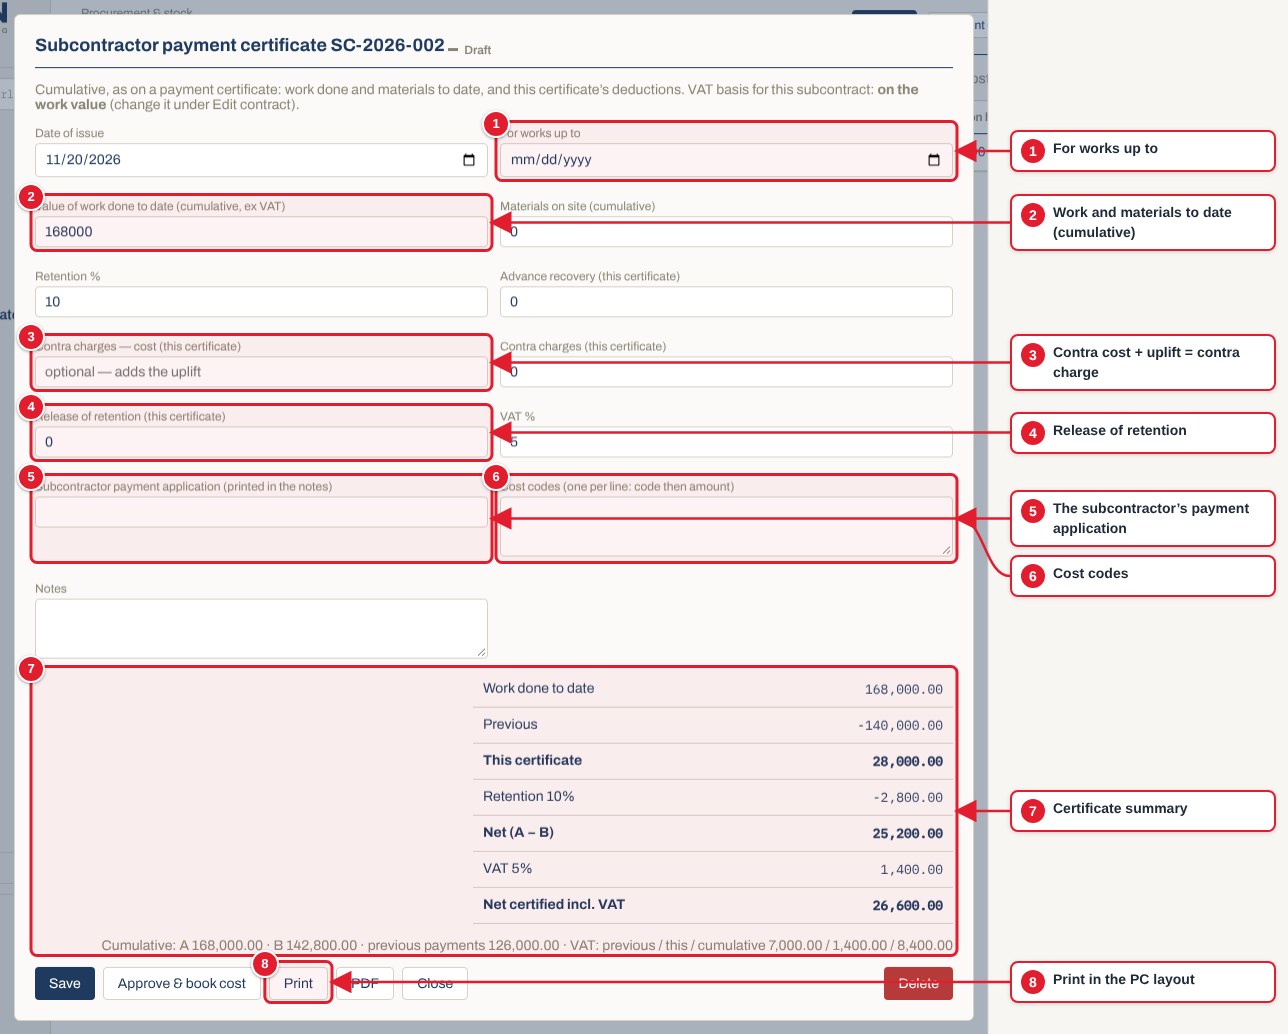 Procurement & stock
Subcontractor payment certificate SC-2026-002 — Draft
Cumulative, as on a payment certificate: work done and materials to date, and this certificate's deductions. VAT basis for this subcontract: on the
work value (change it under Edit contract).
Date of issue
11/20/2026
1
For works up to
mm/dd/yyyy
1 For works up to
2
Value of work done to date (cumulative, ex VAT)
168000
Materials on site (cumulative)
0
2 Work and materials to date
(cumulative)
Retention %
10
Advance recovery (this certificate)
0
3
Contra charges — cost (this certificate)
optional — adds the uplift
Contra charges (this certificate)
0
3 Contra cost + uplift = contra
charge
4
Release of retention (this certificate)
0
VAT %
5
4 Release of retention
5
Subcontractor payment application (printed in the notes)
6
Cost codes (one per line: code then amount)
5 The subcontractor's payment
application
6 Cost codes
Notes
7
Work done to date 168,000.00
Previous -140,000.00
This certificate 28,000.00
Retention 10% -2,800.00
Net (A – B) 25,200.00
VAT 5% 1,400.00
Net certified incl. VAT 26,600.00
Cumulative: A 168,000.00 · B 142,800.00 · previous payments 126,000.00 · VAT: previous / this / cumulative 7,000.00 / 1,400.00 / 8,400.00
7 Certificate summary
8
Save Approve & book cost Print PDF Close Delete
8 Print in the PC layout